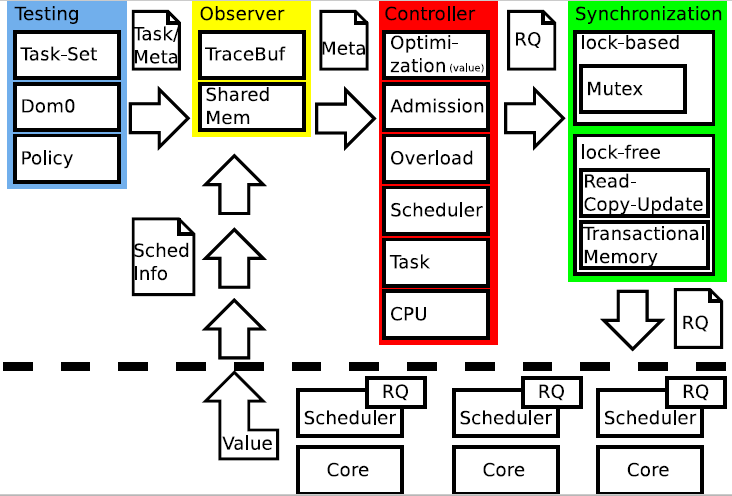 Testing
Task-Set
Dom0
Policy
Task/
Meta
Observer
TraceBuf
Shared
Mem
Meta
Controller
Optimi-
zation (value)
Admission
Overload
Scheduler
Task
CPU
RQ
Synchronization
lock-based
Mutex
lock-free
Read-
Copy-Update
Transactional
Memory
Sched
Info
RQ
Value
RQ
Scheduler
Core
RQ
Scheduler
Core
RQ
Scheduler
Core